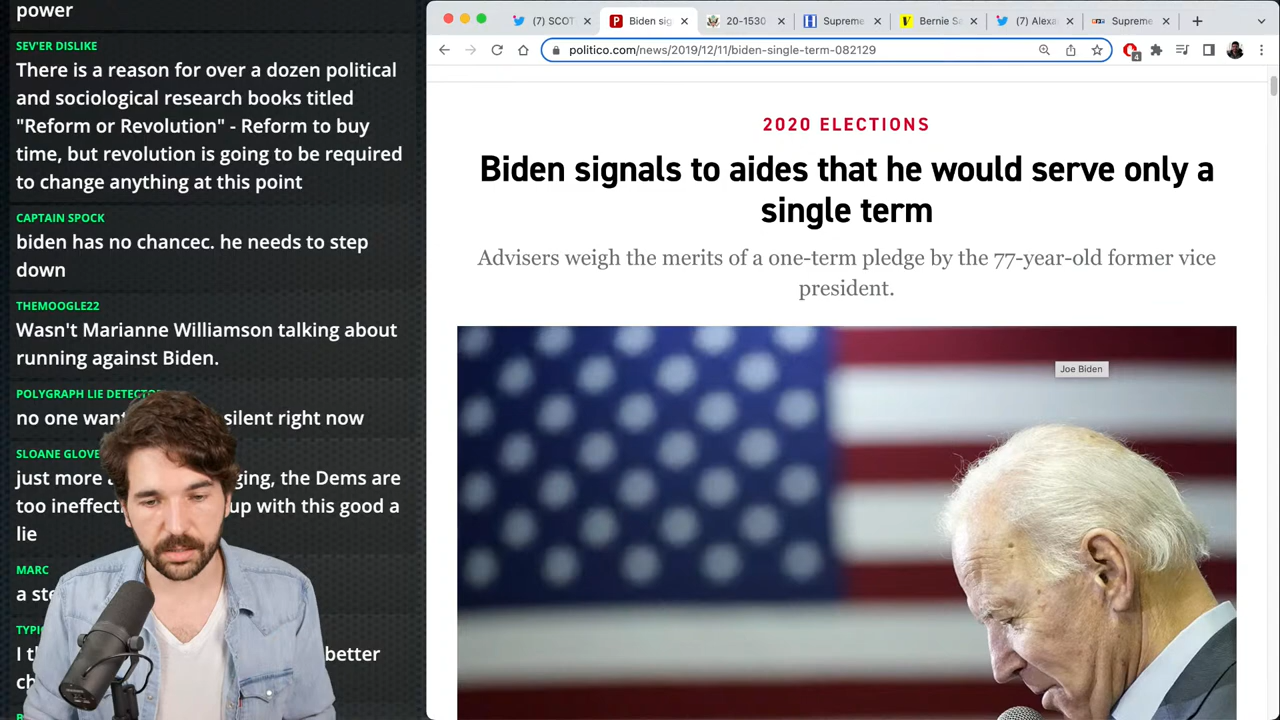 power
SEV'ER DISLIKE
There is a reason for over a dozen political
and sociological research books titled
"Reform or Revolution" - Reform to buy
time, but revolution is going to be required
to change anything at this point
CAPTAIN SPOCK
biden has no chancec. he needs to step
down
THEMOOGLE22
Wasn't Marianne Williamson talking about
running against Biden.
POLYGRAPH LIE DETECTO
no one want silent right now
SLOANE GLOVE
just more a ging, the Dems are
too ineffect up with this good a
lie
MARC
a ste
TYPIC
I th better
ch
(7) SCOT
Biden sig
20-1530
Supreme
Bernie Sa
(7) Alexa
Supreme
politico.com/news/2019/12/11/biden-single-term-082129
4
2020 ELECTIONS
Biden signals to aides that he would serve only a
single term
Advisers weigh the merits of a one-term pledge by the 77-year-old former vice
president.
Joe Biden